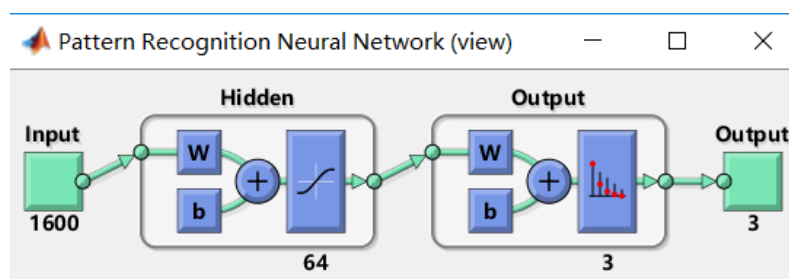 Pattern Recognition Neural Network (view)
Hidden Output
Input Output
W W
b b
1600 3
64 3